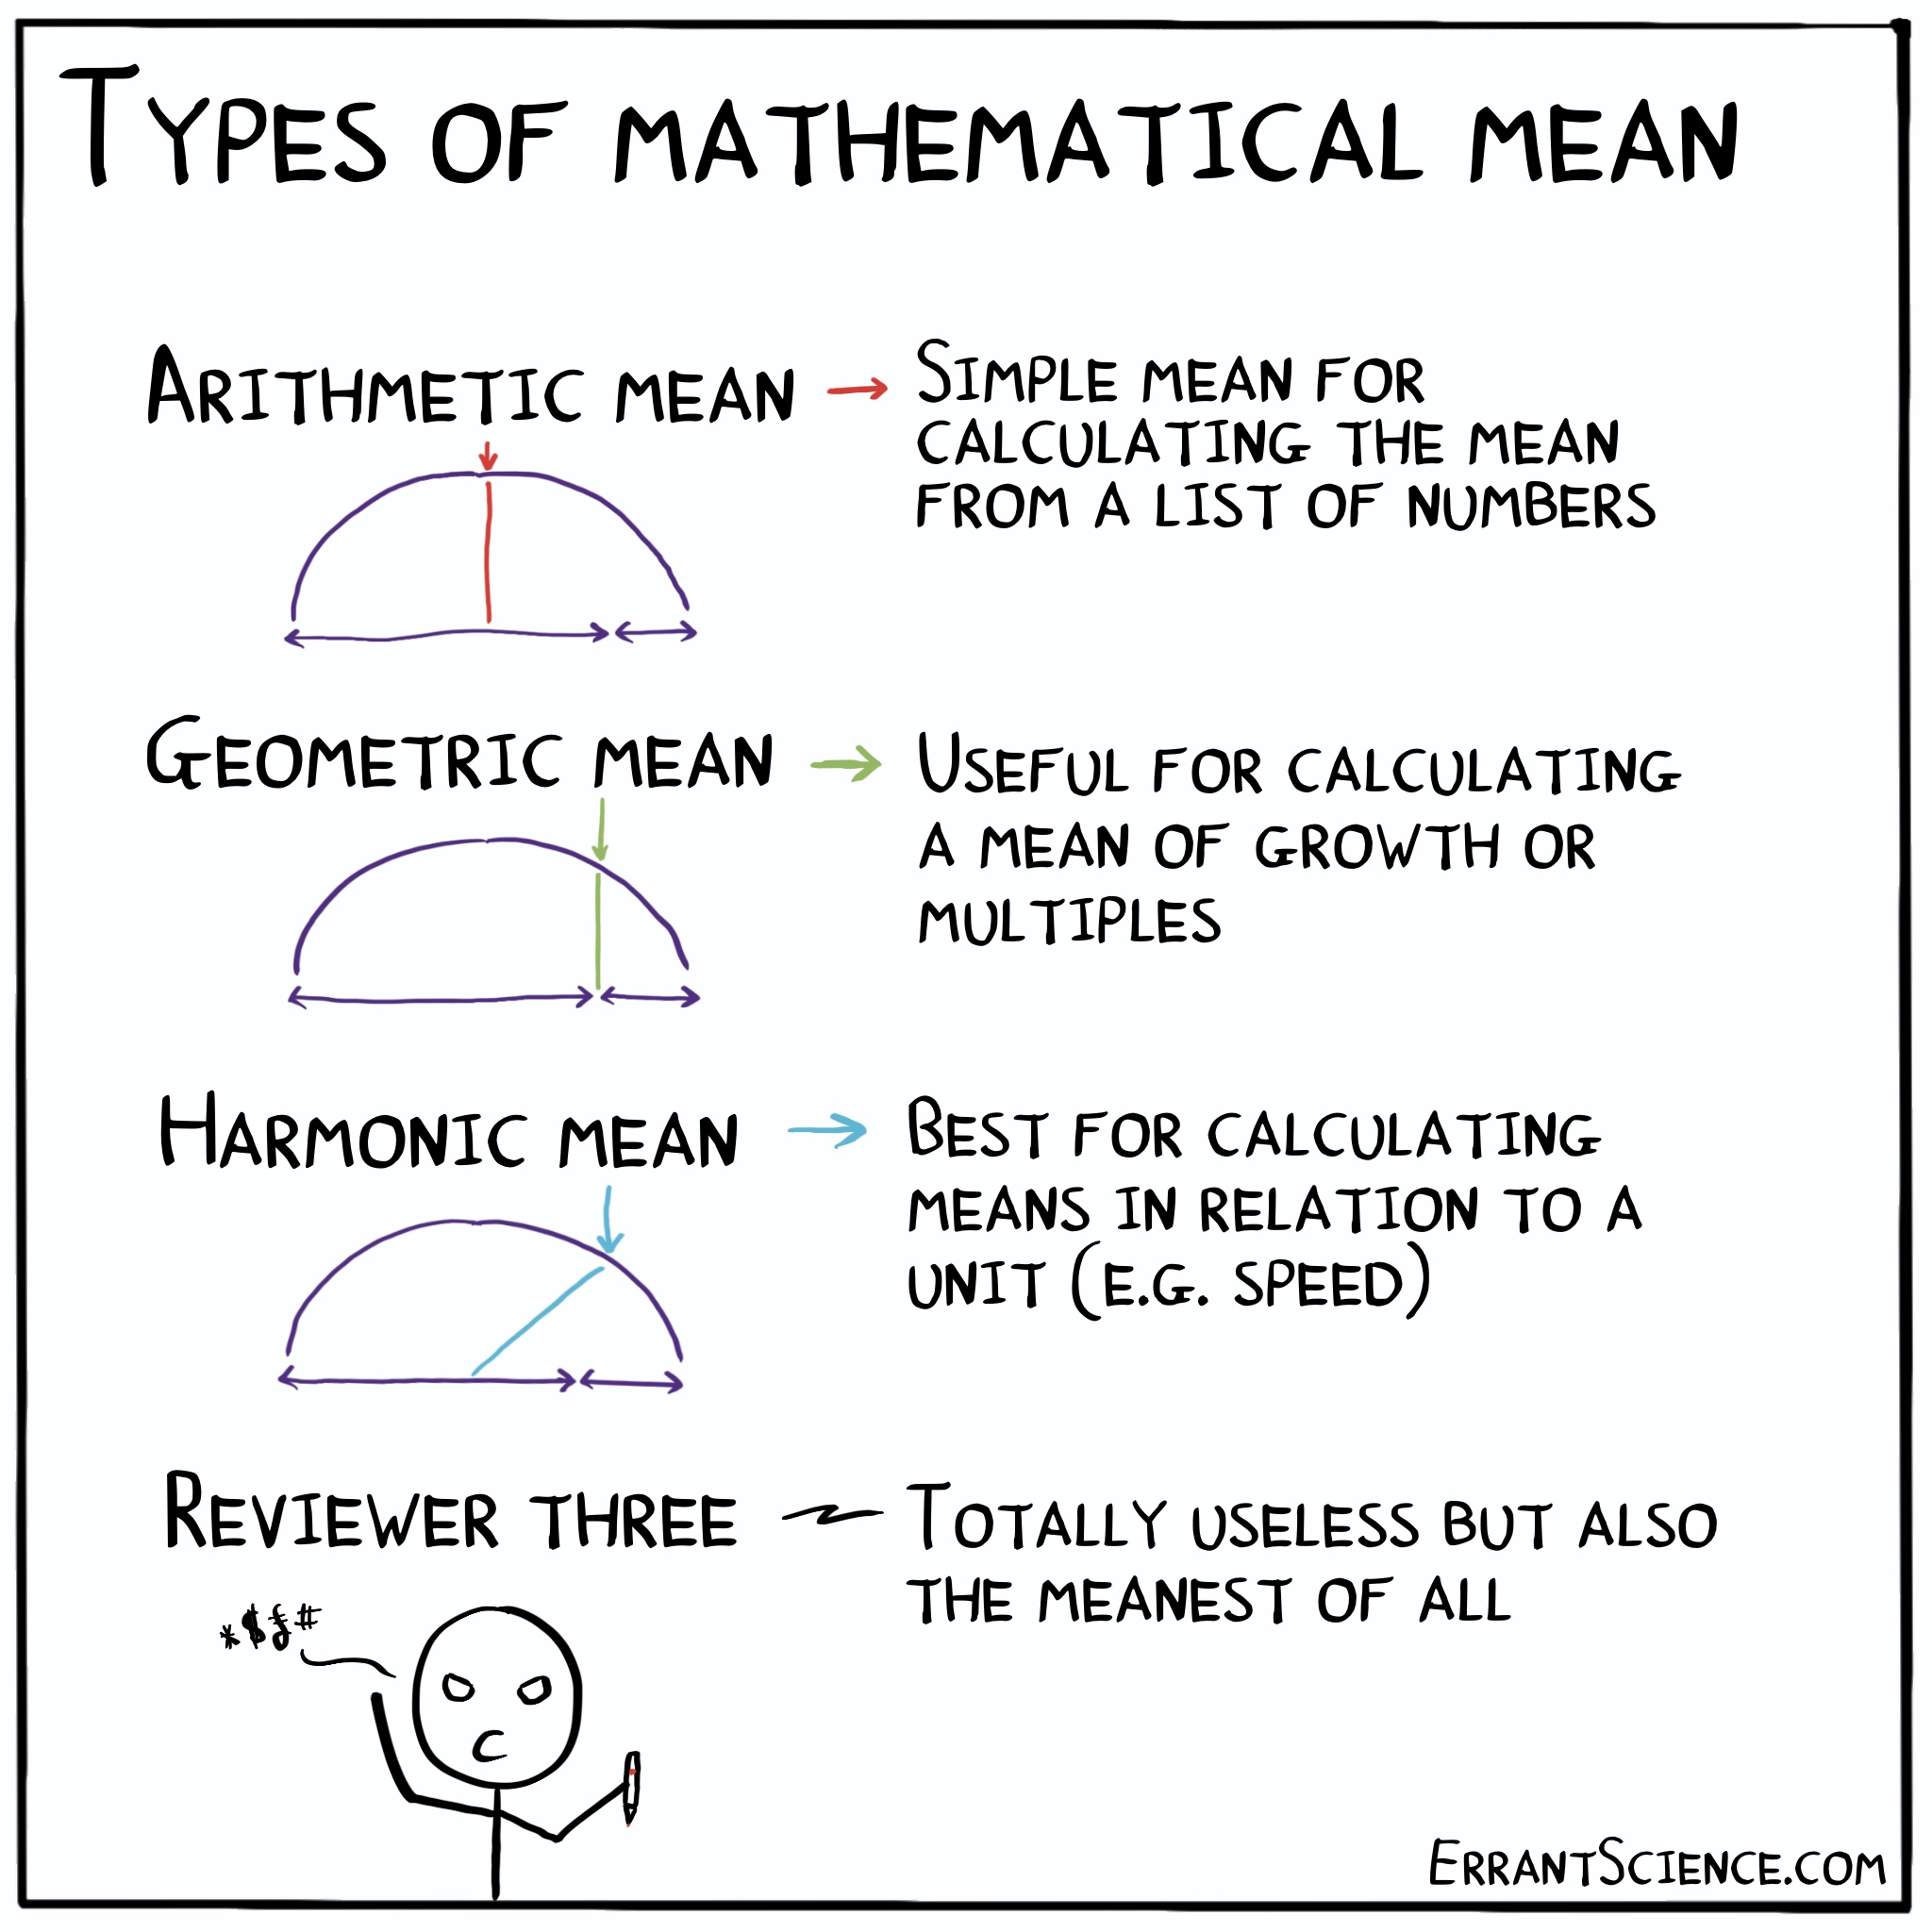 Types of mathematical mean
Arithmetic mean
Simple mean for
calculating the mean
from a list of numbers
Geometric mean
Useful for calculating
a mean of growth or
multiples
Harmonic mean
Best for calculating
means in relation to a
unit (e.g. speed)
Reviewer three
Totally useless but also
the meanest of all
*$$#
ErrantScience.com